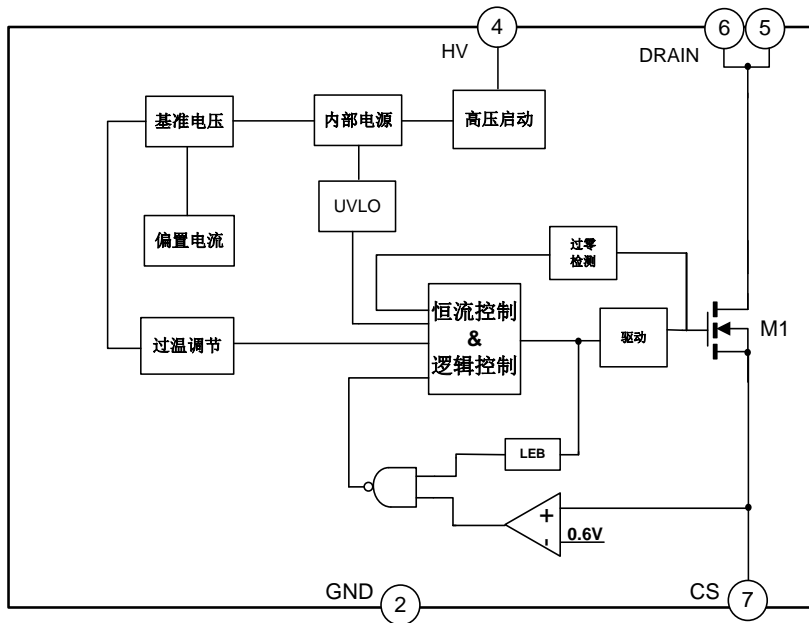 4
6
5
HV
DRAIN
基准电压
内部电源
高压启动
UVLO
偏置电流
过零
检测
恒流控制
&
逻辑控制
过温调节
驱动
M1
LEB
+
-
0.6V
GND
2
CS
7